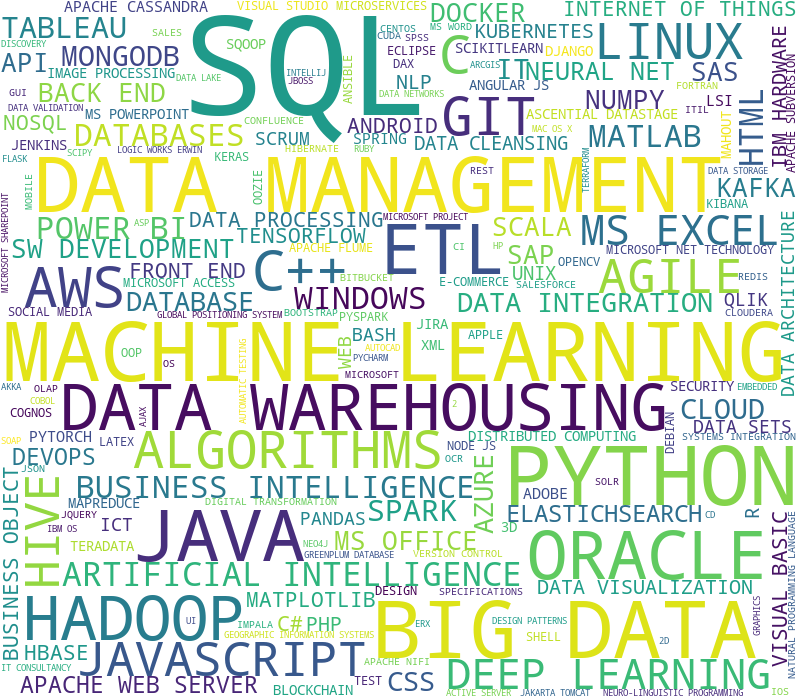 APACHE CASSANDRA
VISUAL STUDIO MICROSERVICES
DOCKER
INTERNET OF THINGS
TABLEAU
SQL
SALES
CENTOS
MS WORD
KUBERNETES
LINUX
DISCOVERY
MONGODB
SQOOP
CUDA
SPSS
C
SCIKITLEARN
DJANGO
API
IMAGE PROCESSING
DATA LAKE
INTELLIJ
JBOSS
ANSIBLE
ECLIPSE
DAX
ARCGIS
IT
NEURAL NET
SAS
IBM HARDWARE
APACHE SUBVERSION
GUI
BACK END
NLP
ANGULAR JS
FORTRAN
DATA VALIDATION
MS POWERPOINT
DATA NETWORKS
GIT
NUMPY
LSI
HTML
NOSQL
DATABASES
CONFLUENCE
ANDROID
ASCENTIAL DATASTAGE
ITIL
MAHOUT
JENKINS
LOGIC WORKS ERWIN
SCRUM
SPRING
DATA CLEANSING
MAC OS X
MATLAB
FLASK
SCIPY
KERAS
HIBERNATE
RUBY
TERRAFORM
MOBILE
DATA MANAGEMENT
OOZIE
REST
DATA STORAGE
KAFKA
KIBANA
MICROSOFT SHAREPOINT
POWER BI
ASP
DATA PROCESSING
MICROSOFT PROJECT
SCALA
MS EXCEL
DATA ARCHITECTURE
SW DEVELOPMENT
TENSORFLOW
APACHE FLUME
ETL
CI
HP
SAP
MICROSOFT NET TECHNOLOGY
AWS
FRONT END
C++
BITBUCKET
UNIX
OPENCV
AGILE
REDIS
MICROSOFT ACCESS
E-COMMERCE
SALESFORCE
SOCIAL MEDIA
DATABASE
WINDOWS
DATA INTEGRATION
QLIK
CLOUDERA
GLOBAL POSITIONING SYSTEM
BOOTSTRAP
PYSPARK
MACHINE LEARNING
OOP
OS
WEB
BASH
JIRA
XML
APPLE
AUTOCAD
PYCHARM
AUTOMATIC TESTING
MICROSOFT
AKKA
OLAP
COBOL
COGNOS
DATA WAREHOUSING
AJAX
2
SECURITY
EMBEDDED
CLOUD
SOAP
PYTORCH
LATEX
ALGORITHMS
NODE JS
DISTRIBUTED COMPUTING
DEBIAN
DATA SETS
SYSTEMS INTEGRATION
DEVOPS
OCR
PYTHON
JSON
BUSINESS OBJECT
HIVE
BUSINESS INTELLIGENCE
AZURE
SOLR
ADOBE
MAPREDUCE
DIGITAL TRANSFORMATION
SPARK
ELASTICHSEARCH
CD
R
JQUERY
ICT
IBM OS
JAVA
PANDAS
3D
VISUAL BASIC
NATURAL PROGRAMMING LANGUAGE
TERADATA
NEO4J
MS OFFICE
GREENPLUM DATABASE
VERSION CONTROL
ORACLE
ARTIFICIAL INTELLIGENCE
DATA VISUALIZATION
DESIGN
SPECIFICATIONS
HADOOP
MATPLOTLIB
BIG DATA
GRAPHICS
UI
IMPALA
C#
PHP
ERX
DESIGN PATTERNS
GEOGRAPHIC INFORMATION SYSTEMS
SHELL
2D
HBASE
JAVASCRIPT
APACHE NIFI
IT CONSULTANCY
APACHE WEB SERVER
BLOCKCHAIN
TEST
CSS
DEEP LEARNING
ACTIVE SERVER
JAKARTA TOMCAT
NEURO-LINGUISTIC PROGRAMMING
IOS